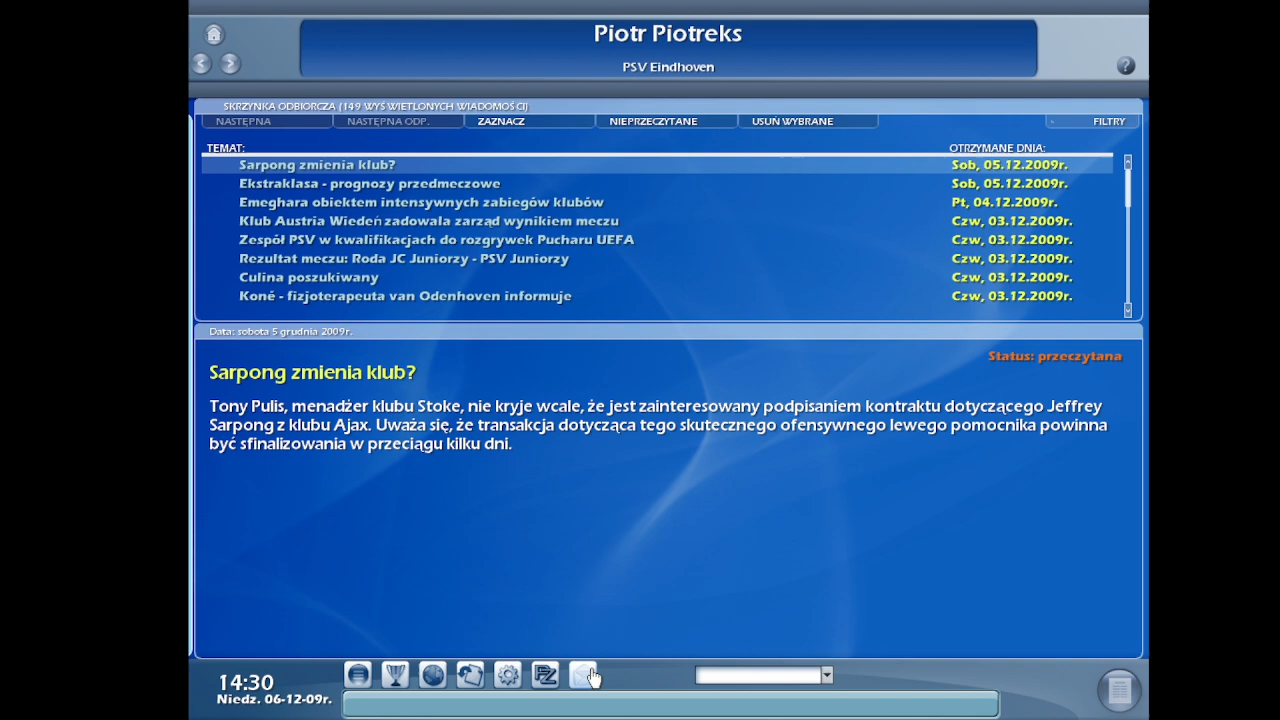 Piotr Piotreks
PSV Eindhoven
SKRZYNKA ODBIORCZA (149 WYŚWIETLONYCH WIADOMOŚCI)
NASTĘPNA NASTĘPNA ODP. ZAZNACZ NIEPRZECZYTANE USUŃ WYBRANE FILTRY
TEMAT: OTRZYMANE DNIA:
Sarpong zmienia klub? Sob, 05.12.2009r.
Ekstraklasa - prognozy przedmeczowe Sob, 05.12.2009r.
Emeghara obiektem intensywnych zabiegów klubów Pt, 04.12.2009r.
Klub Austria Wiedeń zadowala zarząd wynikiem meczu Czw, 03.12.2009r.
Zespół PSV w kwalifikacjach do rozgrywek Pucharu UEFA Czw, 03.12.2009r.
Rezultat meczu: Roda JC Juniorzy - PSV Juniorzy Czw, 03.12.2009r.
Culina poszukiwany Czw, 03.12.2009r.
Koné - fizjoterapeuta van Odenhoven informuje Czw, 03.12.2009r.
Data: sobota 5 grudnia 2009r.
Status: przeczytana
Sarpong zmienia klub?
Tony Pulis, menadżer klubu Stoke, nie kryje wcale, że jest zainteresowany podpisaniem kontraktu dotyczącego Jeffrey
Sarpong z klubu Ajax. Uważa się, że transakcja dotycząca tego skutecznego ofensywnego lewego pomocnika powinna
być sfinalizowania w przeciągu kilku dni.
14:30
Niedz. 06-12-09r.
FZ